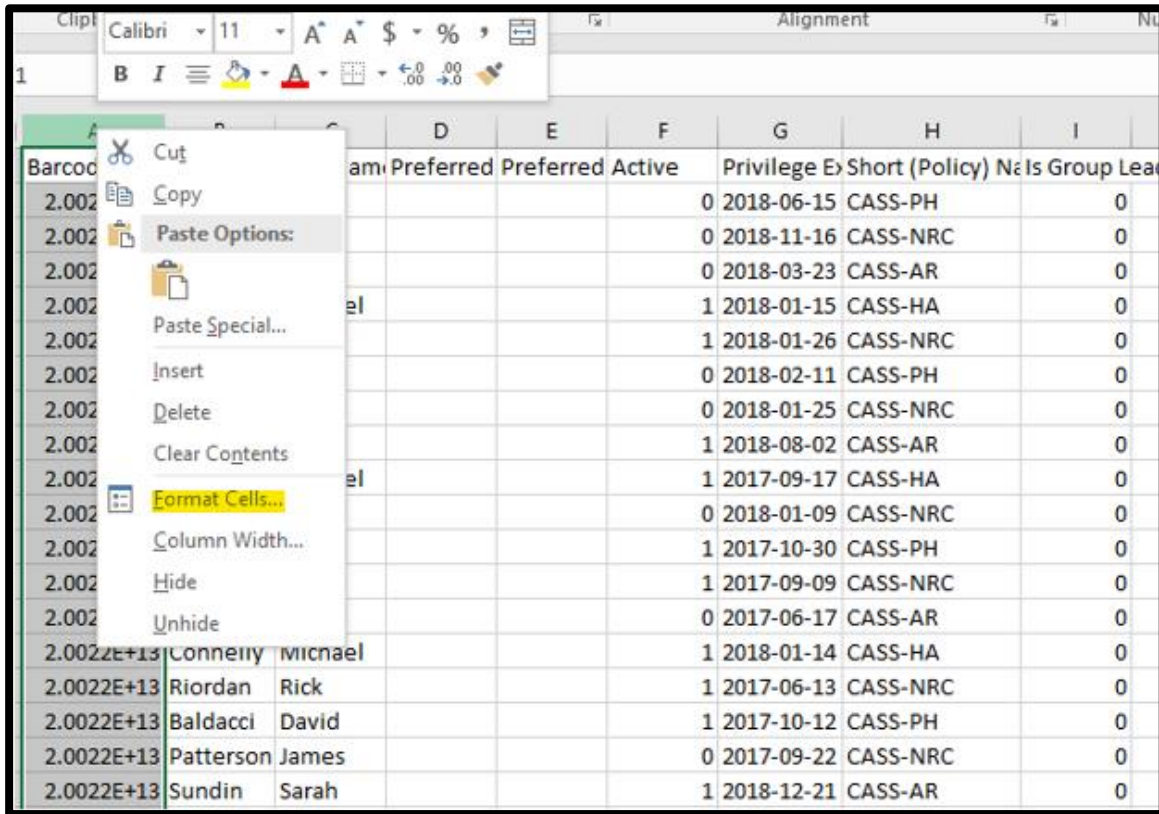 Clipb Alignment Nu
Calibri 11 A A $ % , 
B I A .00 .00 .0
1
A D E F G H I
Barcod am Preferred Preferred Active Privilege Ex Short (Policy) Na Is Group Lead
2.002 0 2018-06-15 CASS-PH 0
2.002 0 2018-11-16 CASS-NRC 0
2.002 0 2018-03-23 CASS-AR 0
2.002 el 1 2018-01-15 CASS-HA 0
2.002 1 2018-01-26 CASS-NRC 0
2.002 0 2018-02-11 CASS-PH 0
2.002 0 2018-01-25 CASS-NRC 0
2.002 1 2018-08-02 CASS-AR 0
2.002 el 1 2017-09-17 CASS-HA 0
2.002 0 2018-01-09 CASS-NRC 0
2.002 1 2017-10-30 CASS-PH 0
2.002 1 2017-09-09 CASS-NRC 0
2.002 0 2017-06-17 CASS-AR 0
2.0022E+13 Connelly Michael 1 2018-01-14 CASS-HA 0
2.0022E+13 Riordan Rick 1 2017-06-13 CASS-NRC 0
2.0022E+13 Baldacci David 1 2017-10-12 CASS-PH 0
2.0022E+13 Patterson James 0 2017-09-22 CASS-NRC 0
2.0022E+13 Sundin Sarah 1 2018-12-21 CASS-AR 0
Cut
Copy
Paste Options:
Paste Special...
Insert
Delete
Clear Contents
Format Cells...
Column Width...
Hide
Unhide